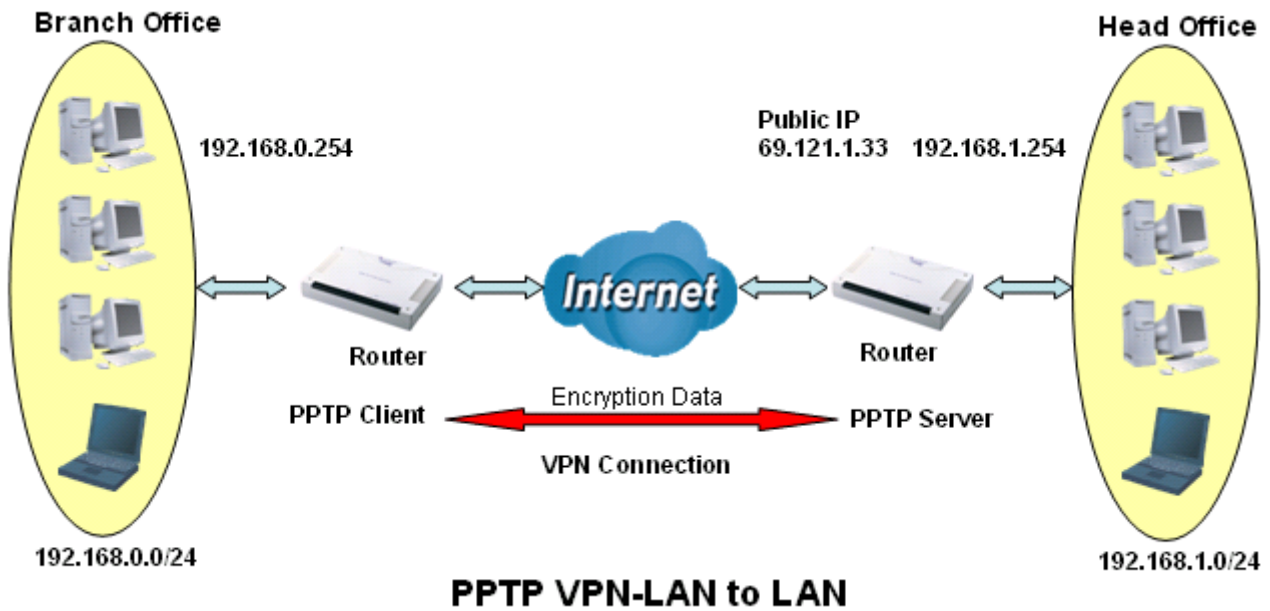 Branch Office
Head Office
192.168.0.254
Public IP
69.121.1.33 192.168.1.254
Internet
Router
Router
Encryption Data
PPTP Client
PPTP Server
VPN Connection
192.168.0.0/24
192.168.1.0/24
PPTP VPN-LAN to LAN